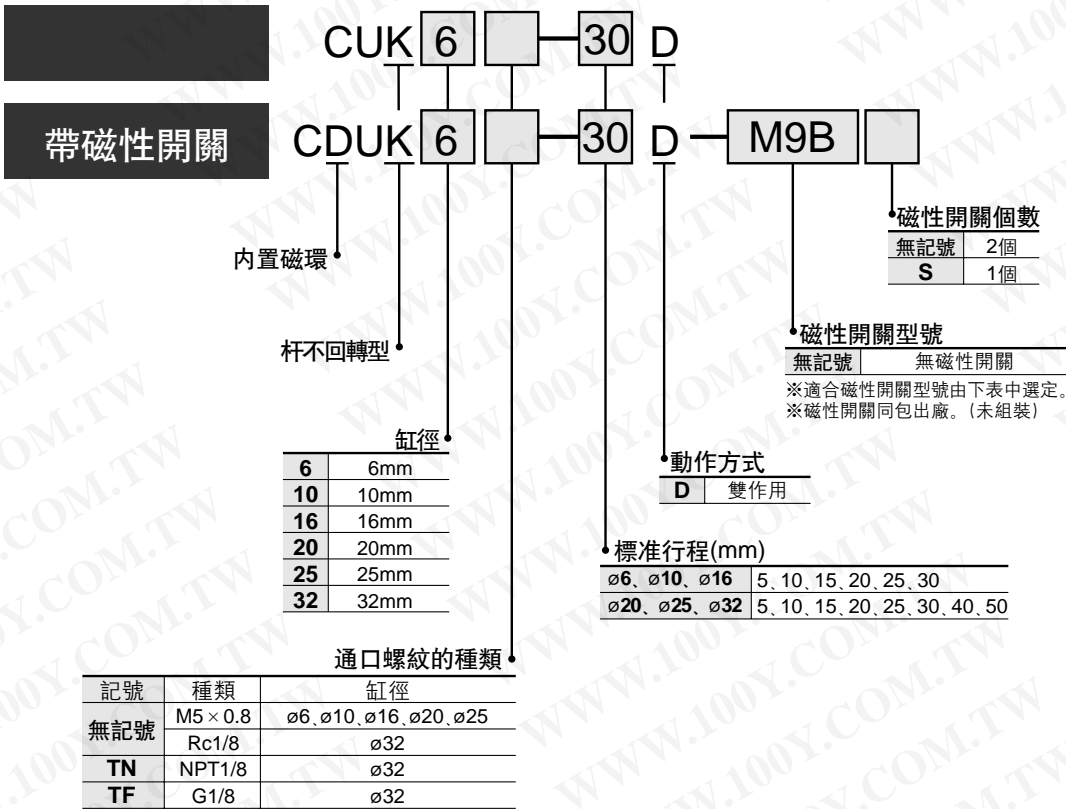 CUK 6 - 30 D
帶磁性開關
CDUK 6 - 30 D - M9B
磁性開關個數
無記號 2個
S 1個
内置磁環
磁性開關型號
無記號 無磁性開關
※適合磁性開關型號由下表中選定。
※磁性開關同包出廠。(未組裝)
杆不回轉型
缸徑
6 6mm
10 10mm
16 16mm
20 20mm
25 25mm
32 32mm
動作方式
D 雙作用
標准行程(mm)
ø6、ø10、ø16 5、10、15、20、25、30
ø20、ø25、ø32 5、10、15、20、25、30、40、50
通口螺紋的種類
記號 種類 缸徑
無記號 M5×0.8 ø6、ø10、ø16、ø20、ø25
Rc1/8 ø32
TN NPT1/8 ø32
TF G1/8 ø32
WWW.100Y.COM.TW